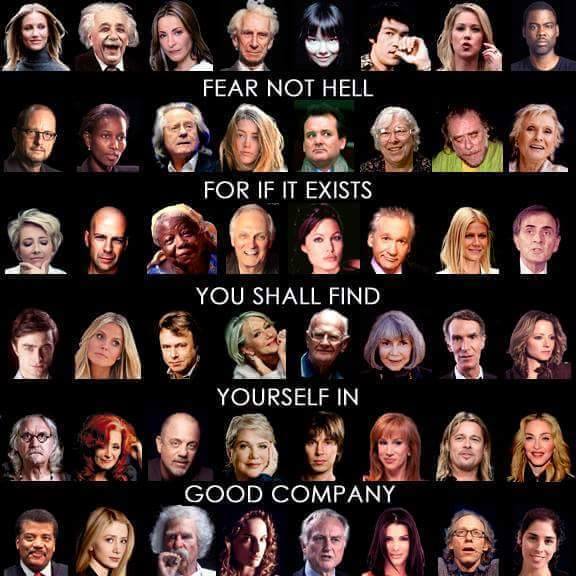 FEAR NOT HELL
FOR IF IT EXISTS
YOU SHALL FIND
YOURSELF IN
GOOD COMPANY